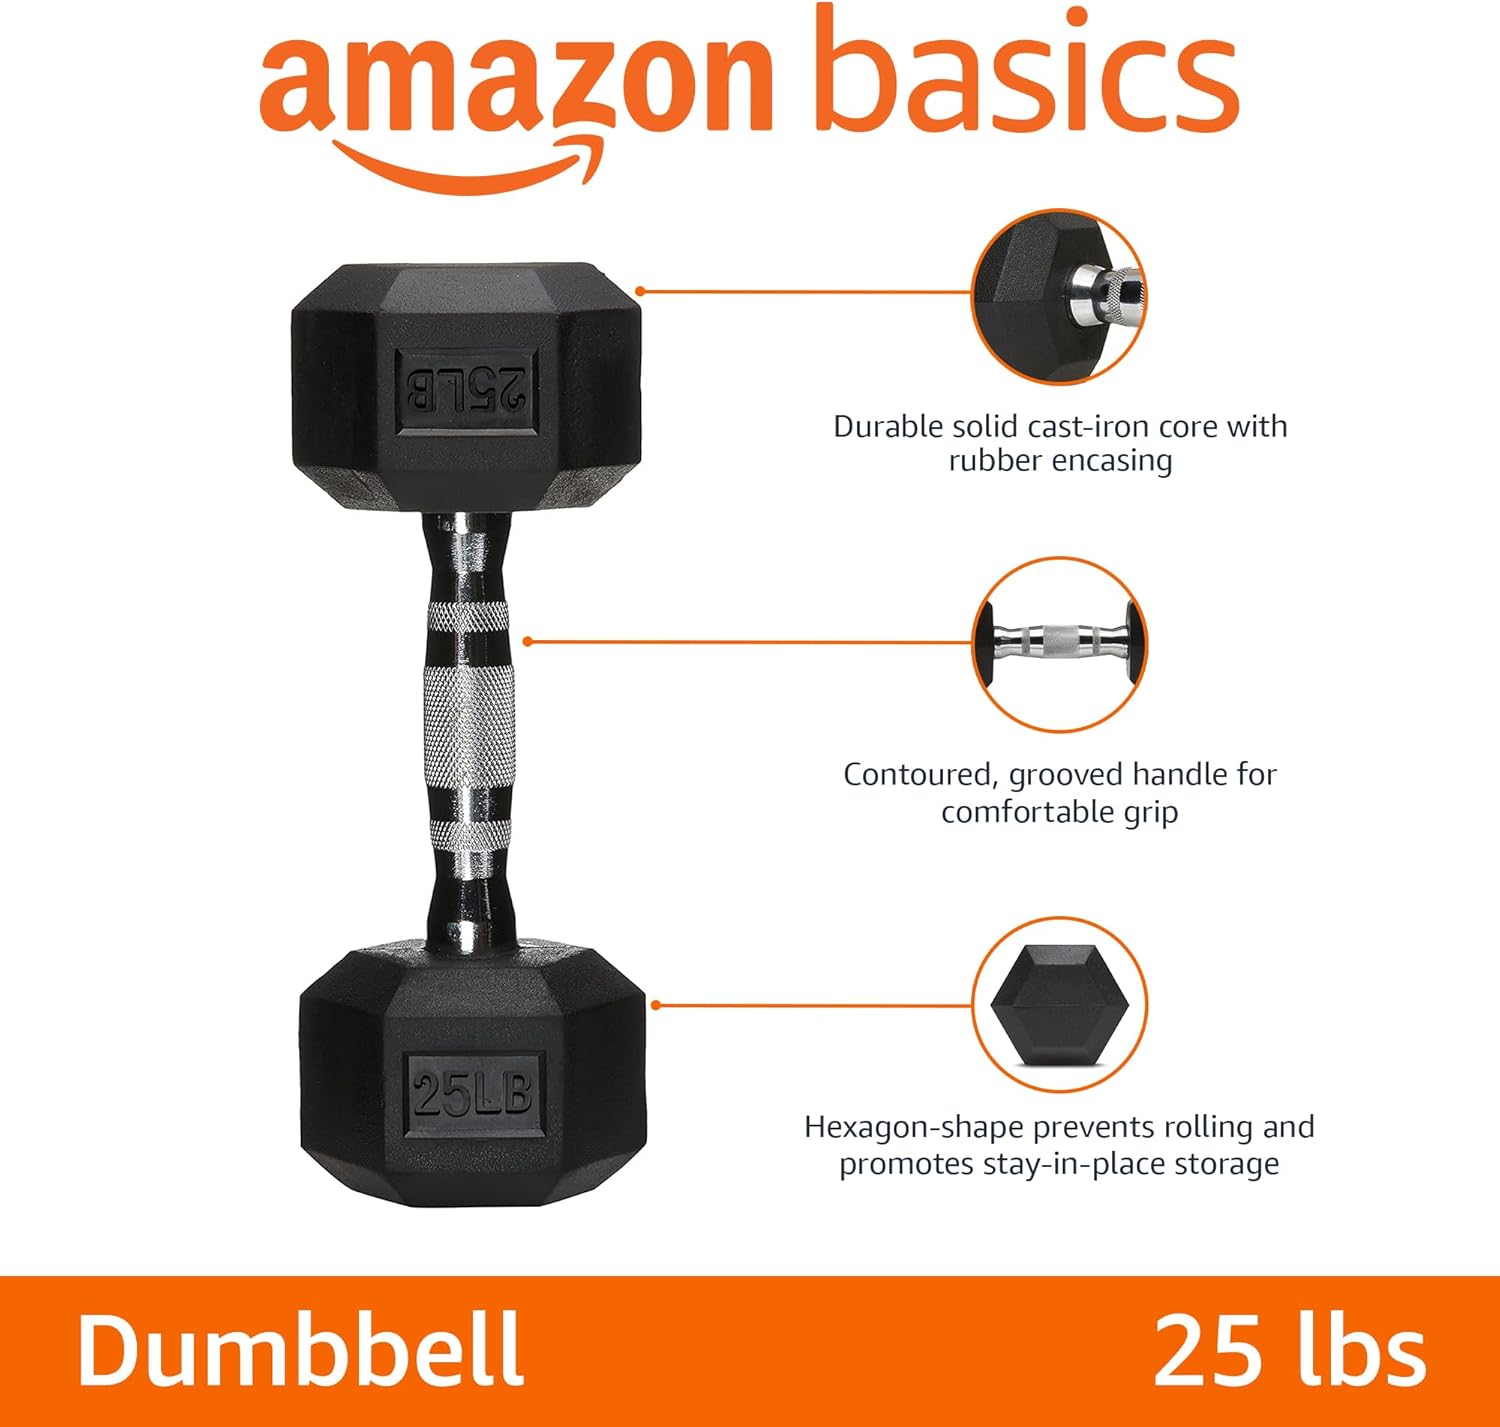 amazon basics
25LB
Durable solid cast-iron core with
rubber encasing
Contoured, grooved handle for
comfortable grip
25LB
Hexagon-shape prevents rolling and
promotes stay-in-place storage
Dumbbell
25 lbs